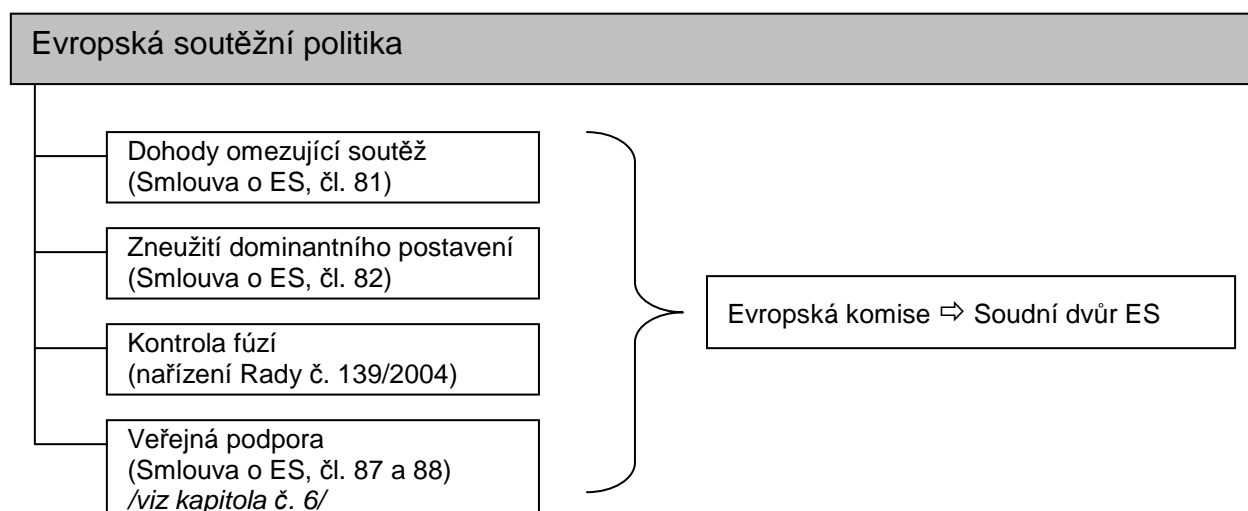 Evropská soutěžní politika
Dohody omezující soutěž
(Smlouva o ES, čl. 81)
Zneužití dominantního postavení
(Smlouva o ES, čl. 82)
Kontrola fúzí
(nařízení Rady č. 139/2004)
Veřejná podpora
(Smlouva o ES, čl. 87 a 88)
/viz kapitola č. 6/
Evropská komise ⇨ Soudní dvůr ES